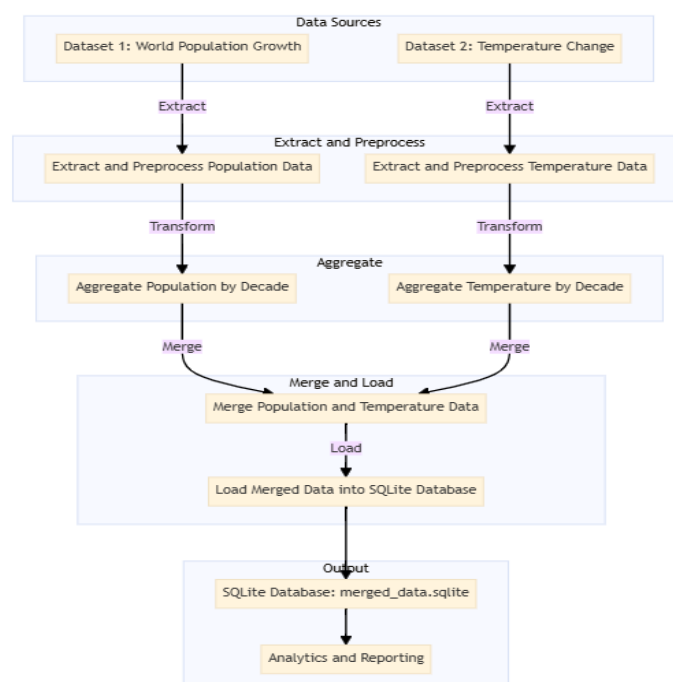 Data Sources
Dataset 1: World Population Growth
Dataset 2: Temperature Change
Extract
Extract
Extract and Preprocess
Extract and Preprocess Population Data
Extract and Preprocess Temperature Data
Transform
Transform
Aggregate
Aggregate Population by Decade
Aggregate Temperature by Decade
Merge
Merge
Merge and Load
Merge Population and Temperature Data
Load
Load Merged Data into SQLite Database
Output
SQLite Database: merged_data.sqlite
Analytics and Reporting